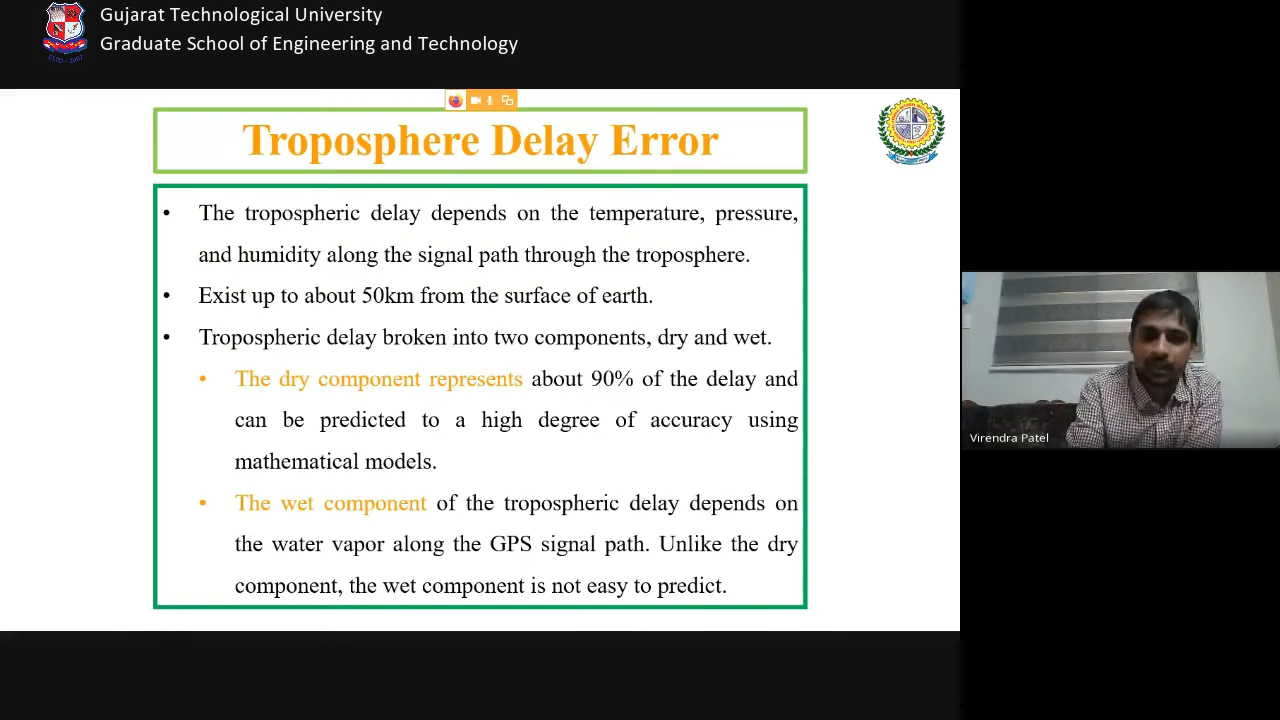 Gujarat Technological University
Graduate School of Engineering and Technology
ESTD - 2007
Troposphere Delay Error
• The tropospheric delay depends on the temperature, pressure,
and humidity along the signal path through the troposphere.
• Exist up to about 50km from the surface of earth.
• Tropospheric delay broken into two components, dry and wet.
• The dry component represents about 90% of the delay and
can be predicted to a high degree of accuracy using
mathematical models.
• The wet component of the tropospheric delay depends on
the water vapor along the GPS signal path. Unlike the dry
component, the wet component is not easy to predict.
Virendra Patel